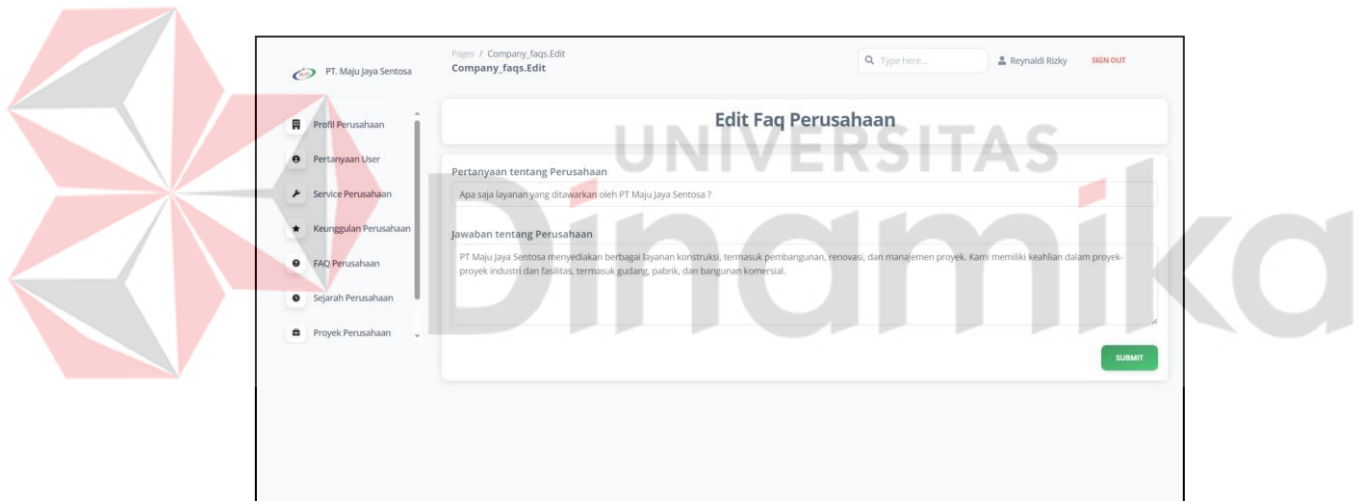 PT. Maju Jaya Sentosa
Pages / Company_faqs.Edit
Company_faqs.Edit
Type here...
Reynaldi Rizky
SIGN OUT
Profil Perusahaan
Pertanyaan User
Service Perusahaan
Keunggulan Perusahaan
FAQ Perusahaan
Sejarah Perusahaan
Proyek Perusahaan
Edit Faq Perusahaan
Pertanyaan tentang Perusahaan
Apa saja layanan yang ditawarkan oleh PT Maju Jaya Sentosa ?
Jawaban tentang Perusahaan
PT Maju Jaya Sentosa menyediakan berbagai layanan konstruksi, termasuk pembangunan, renovasi, dan manajemen proyek. Kami memiliki keahlian dalam proyek-
proyek industri dan fasilitas, termasuk gudang, pabrik, dan bangunan komersial.
SUBMIT
UNIVERSITAS
Dinamika